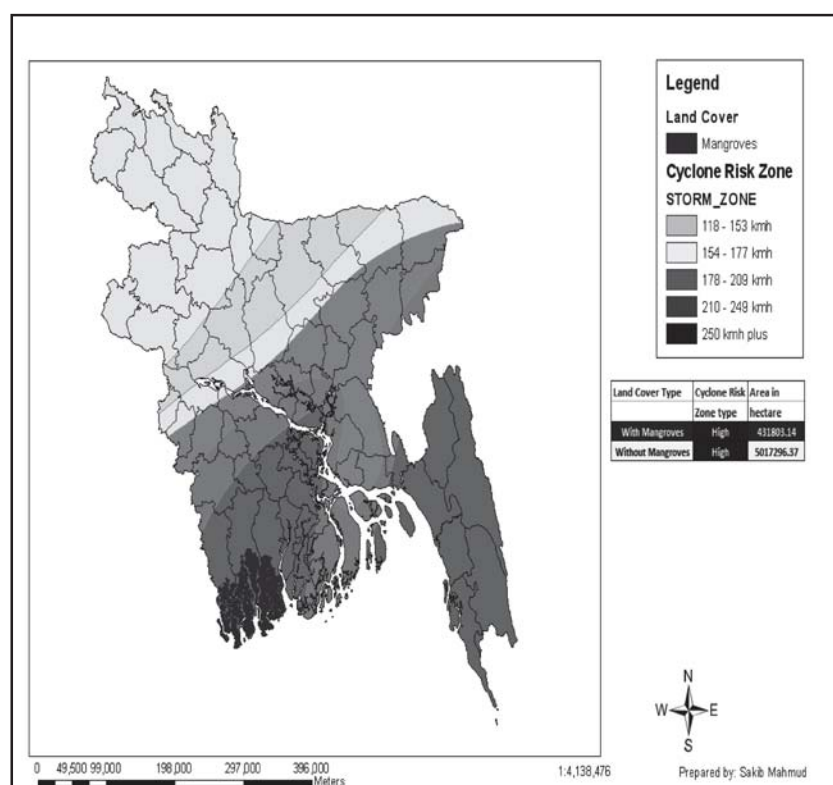 Legend
Land Cover
Mangroves
Cyclone Risk Zone
STORM_ZONE
118 - 153 kmh
154 - 177 kmh
178 - 209 kmh
210 - 249 kmh
250 kmh plus
Land Cover Type Cyclone Risk Area in
Zone type hectare
With Mangroves High 431803.14
Without Mangroves High 5017296.37
N
W E
S
0 49,500 99,000 198,000 297,000 396,000
Meters
1:4,138,476
Prepared by: Sakib Mahmud